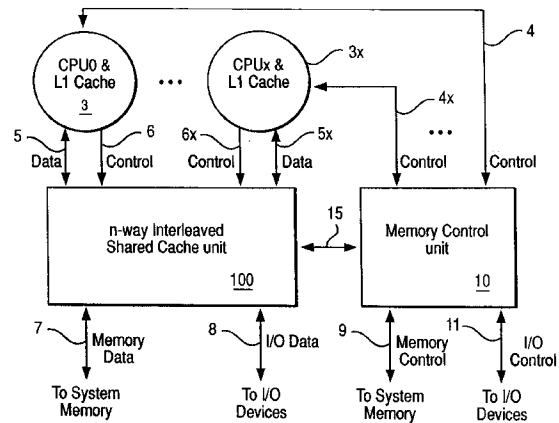 CPU0 &
L1 Cache
3
CPUx &
L1 Cache
3x
4
4x
5
Data
6
Control
6x
Control
5x
Data
Control
Control
n-way Interleaved
Shared Cache unit
100
15
Memory Control
unit
10
7
Memory
Data
8
I/O Data
9
Memory
Control
11
I/O
Control
To System
Memory
To I/O
Devices
To System
Memory
To I/O
Devices